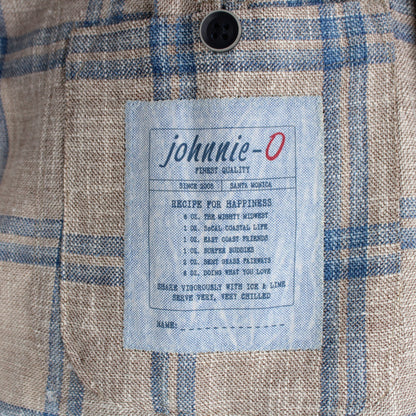 johnnie-O
FINEST QUALITY
SINCE 2005 | SANTA MONICA
RECIPE FOR HAPPINESS
6 OZ. THE MIGHTY MIDWEST
1 OZ. SoCAL COASTAL LIFE
1 OZ. EAST COAST FRIENDS
1 OZ. SURFER BUDDIES
2 OZ. BENT GRASS FAIRWAYS
6 OZ. DOING WHAT YOU LOVE
SHAKE VIGOROUSLY WITH ICE & LIME
SERVE VERY, VERY CHILLED
NAME: